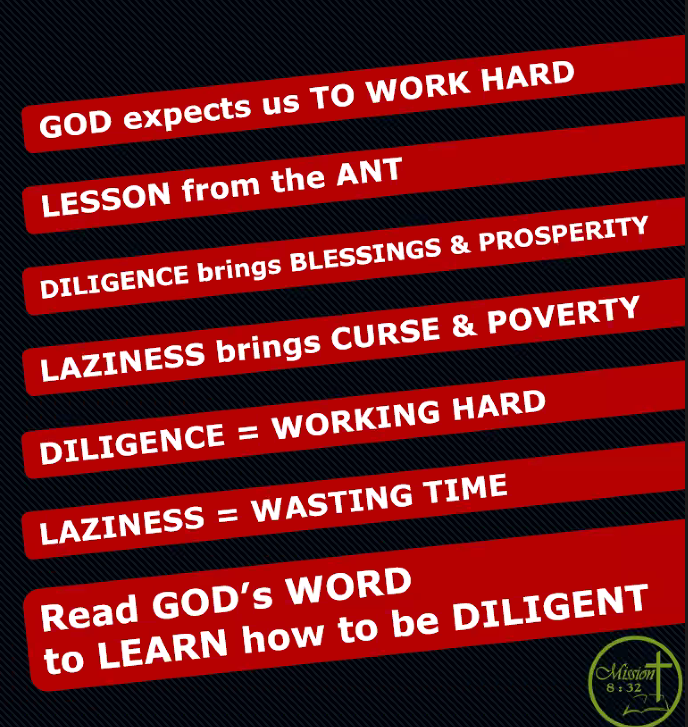 GOD expects us TO WORK HARD
LESSON from the ANT
DILIGENCE brings BLESSINGS & PROSPERITY
LAZINESS brings CURSE & POVERTY
DILIGENCE = WORKING HARD
LAZINESS = WASTING TIME
Read GOD’s WORD
to LEARN how to be DILIGENT
Mission
8:32